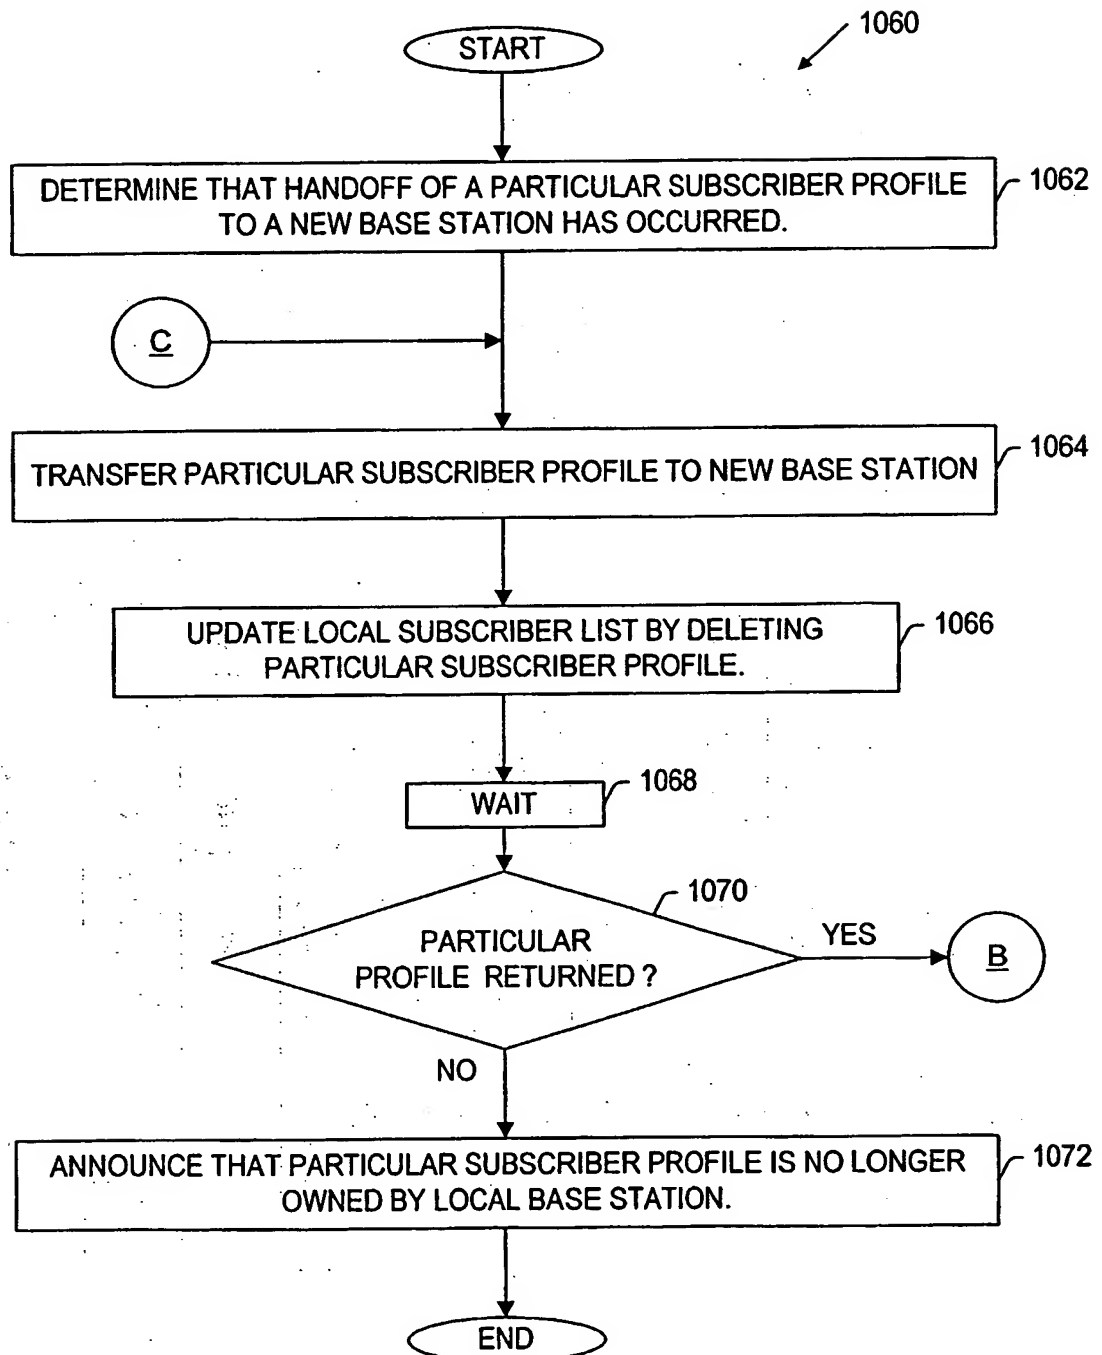 START
1060
DETERMINE THAT HANDOFF OF A PARTICULAR SUBSCRIBER PROFILE
TO A NEW BASE STATION HAS OCCURRED.
1062
C
TRANSFER PARTICULAR SUBSCRIBER PROFILE TO NEW BASE STATION
1064
UPDATE LOCAL SUBSCRIBER LIST BY DELETING
PARTICULAR SUBSCRIBER PROFILE.
1066
WAIT
1068
1070
PARTICULAR
PROFILE RETURNED ?
YES
B
NO
ANNOUNCE THAT PARTICULAR SUBSCRIBER PROFILE IS NO LONGER
OWNED BY LOCAL BASE STATION.
1072
END